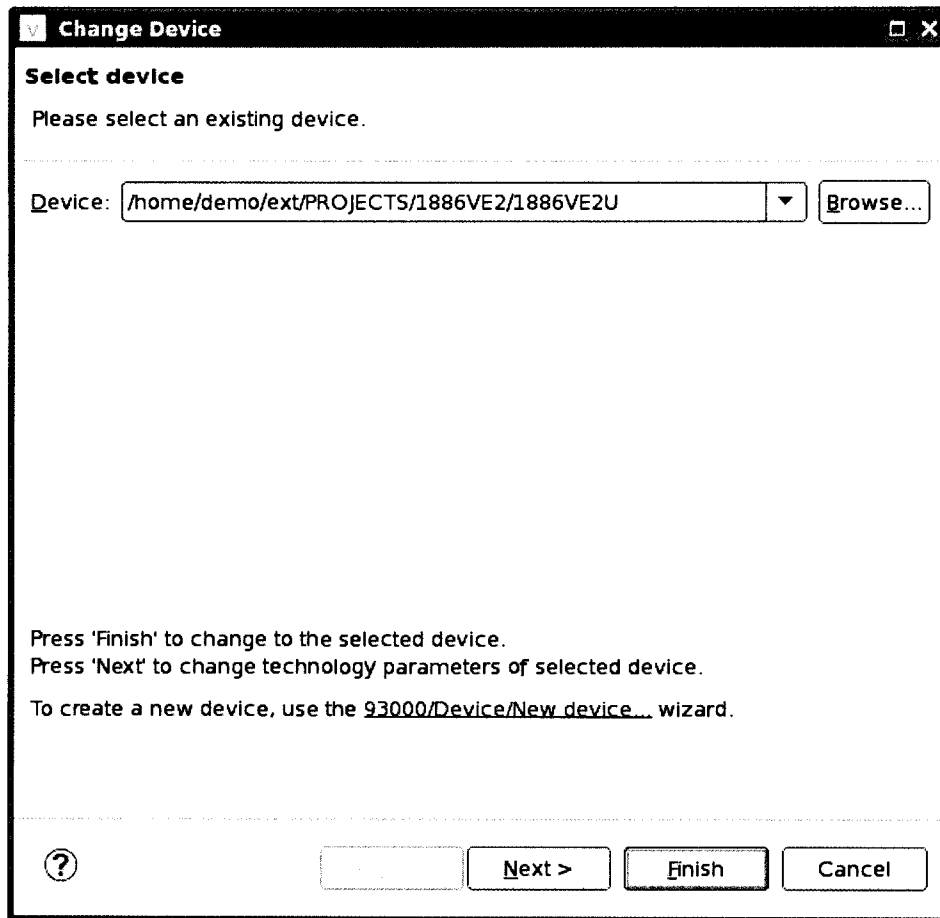 Change Device
Select device
Please select an existing device.
Device: /home/demo/ext/PROJECTS/1886VE2/1886VE2U Browse...
Press 'Finish' to change to the selected device.
Press 'Next' to change technology parameters of selected device.
To create a new device, use the 93000/Device/New device... wizard.
? Next > Finish Cancel